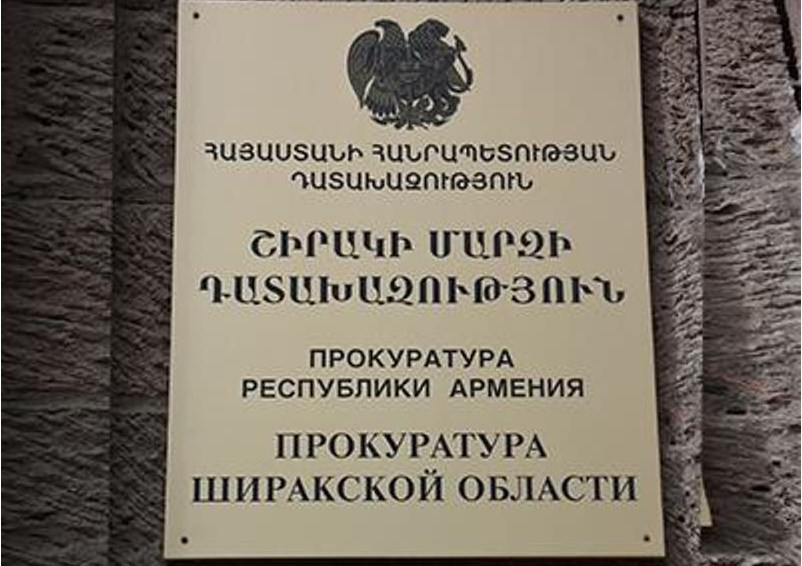 ՀԱՅԱՍՏԱՆԻ ՀԱՆՐԱՊԵՏՈՒԹՅԱՆ
ԴԱՏԱԽԱԶՈՒԹՅՈՒՆ
ՇԻՐԱԿԻ ՄԱՐԶԻ
ԴԱՏԱԽԱԶՈՒԹՅՈՒՆ
ПРОКУРАТУРА
РЕСПУБЛИКИ АРМЕНИЯ
ПРОКУРАТУРА
ШИРАКСКОЙ ОБЛАСТИ